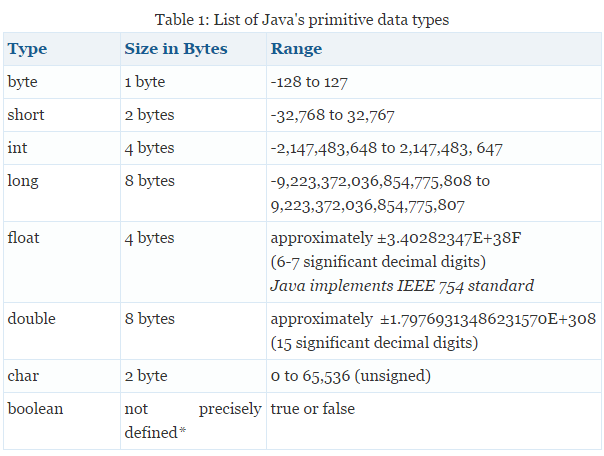 Table 1: List of Java's primitive data types
Type Size in Bytes Range
byte 1 byte -128 to 127
short 2 bytes -32,768 to 32,767
int 4 bytes -2,147,483,648 to 2,147,483, 647
long 8 bytes -9,223,372,036,854,775,808 to
9,223,372,036,854,775,807
float 4 bytes approximately ±3.40282347E+38F
(6-7 significant decimal digits)
Java implements IEEE 754 standard
double 8 bytes approximately ±1.79769313486231570E+308
(15 significant decimal digits)
char 2 byte 0 to 65,536 (unsigned)
boolean not precisely true or false
defined*